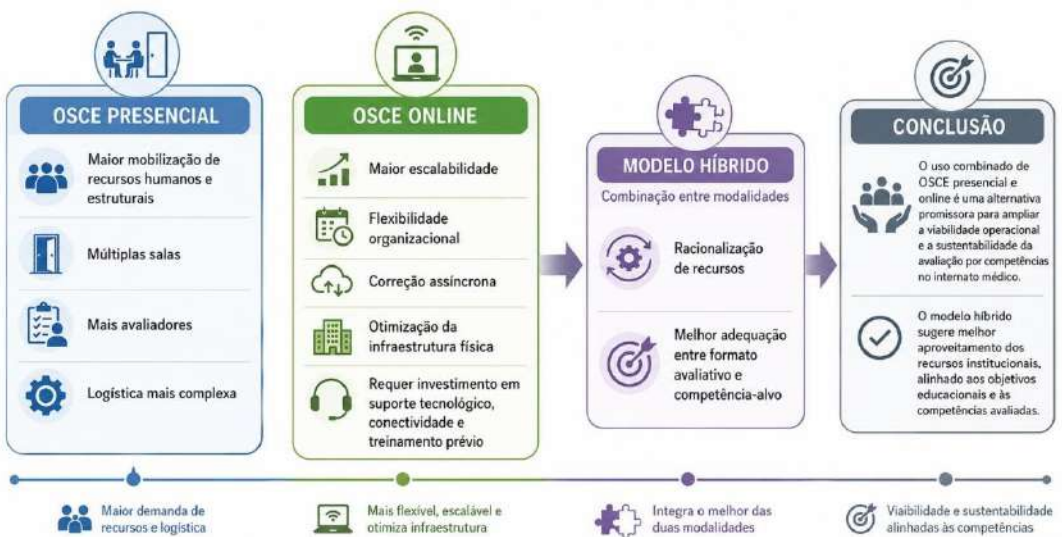 OSCE PRESENCIAL
Maior mobilização de
recursos humanos e
estruturais
Múltiplas salas
Mais avaliadores
Logística mais complexa
OSCE ONLINE
Maior escalabilidade
Flexibilidade
organizacional
Correção assíncrona
Otimização da
infraestrutura física
Requer investimento em
suporte tecnológico,
conectividade e
treinamento prévio
MODELO HÍBRIDO
Combinação entre modalidades
Racionalização
de recursos
Melhor adequação
entre formato
avaliativo e
competência-alvo
CONCLUSÃO
O uso combinado de
OSCE presencial e
online é uma alternativa
promissora para ampliar
a viabilidade operacional
e a sustentabilidade da
avaliação por competências
no internato médico.
O modelo híbrido
sugere melhor
aproveitamento dos
recursos institucionais,
alinhado aos objetivos
educacionais e às
competências avaliadas.
Maior demanda de
recursos e logística
Mais flexível, escalável e
otimiza infraestrutura
Integra o melhor das
duas modalidades
Viabilidade e sustentabilidade
alinhadas às competências